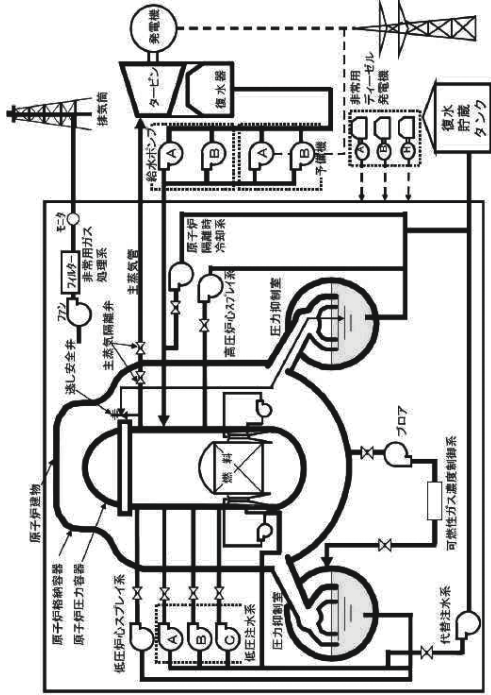 発電機
タービン
復水器
排気筒
モニタ
フィルター
ファン
非常用ガス
処理系
給水ポンプ
A
B
A
B
予備機
非常用
ディーゼル
発電機
A
B
H
復水
貯蔵
タンク
主蒸気管
主蒸気隔離弁
逃し安全弁
原子炉
隔離時
冷却系
高圧炉心スプレイ系
圧力抑制室
原子炉建物
原子炉格納容器
原子炉圧力容器
燃料
低圧炉心スプレイ系
A
B
C
低圧注水系
圧力抑制室
ブロア
可燃性ガス濃度制御系
代替注水系